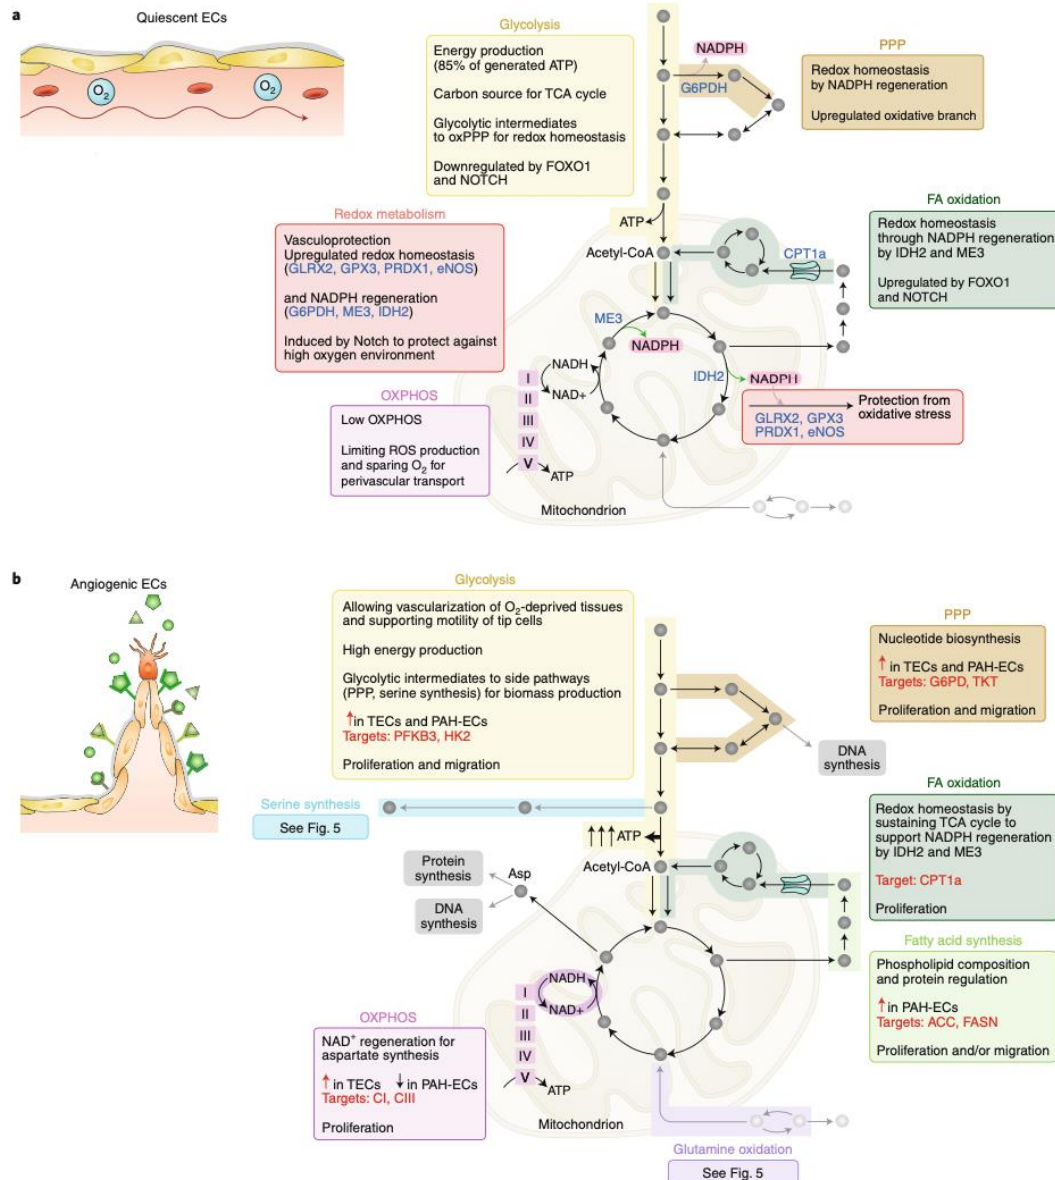 a
Quiescent ECs
O2
O2
Glycolysis
Energy production
(85% of generated ATP)
Carbon source for TCA cycle
Glycolytic intermediates
to oxPPP for redox homeostasis
Downregulated by FOXO1
and NOTCH
NADPH
G6PDH
PPP
Redox homeostasis
by NADPH regeneration
Upregulated oxidative branch
Redox metabolism
Vasculoprotection
Upregulated redox homeostasis
(GLRX2, GPX3, PRDX1, eNOS)
and NADPH regeneration
(G6PDH, ME3, IDH2)
Induced by Notch to protect against
high oxygen environment
ATP
Acetyl-CoA
CPT1a
FA oxidation
Redox homeostasis
through NADPH regeneration
by IDH2 and ME3
Upregulated by FOXO1
and NOTCH
ME3
NADPH
IDH2
NADPH
Protection from
oxidative stress
GLRX2, GPX3
PRDX1, eNOS
OXPHOS
Low OXPHOS
Limiting ROS production
and sparing O2 for
perivascular transport
NADH
NAD+
I
II
III
IV
V
ATP
Mitochondrion
b
Angiogenic ECs
Glycolysis
Allowing vascularization of O2-deprived tissues
and supporting motility of tip cells
High energy production
Glycolytic intermediates to side pathways
(PPP, serine synthesis) for biomass production
↑in TECs and PAH-ECs
Targets: PFKB3, HK2
Proliferation and migration
PPP
Nucleotide biosynthesis
↑ in TECs and PAH-ECs
Targets: G6PD, TKT
Proliferation and migration
DNA
synthesis
Serine synthesis
See Fig. 5
↑↑↑ATP
Acetyl-CoA
Protein
synthesis
Asp
DNA
synthesis
FA oxidation
Redox homeostasis by
sustaining TCA cycle to
support NADPH regeneration
by IDH2 and ME3
Target: CPT1a
Proliferation
Fatty acid synthesis
Phospholipid composition
and protein regulation
↑ in PAH-ECs
Targets: ACC, FASN
Proliferation and/or migration
OXPHOS
NAD+ regeneration for
aspartate synthesis
↑ in TECs ↓ in PAH-ECs
Targets: CI, CIII
Proliferation
NADH
NAD+
I
II
III
IV
V
ATP
Mitochondrion
Glutamine oxidation
See Fig. 5